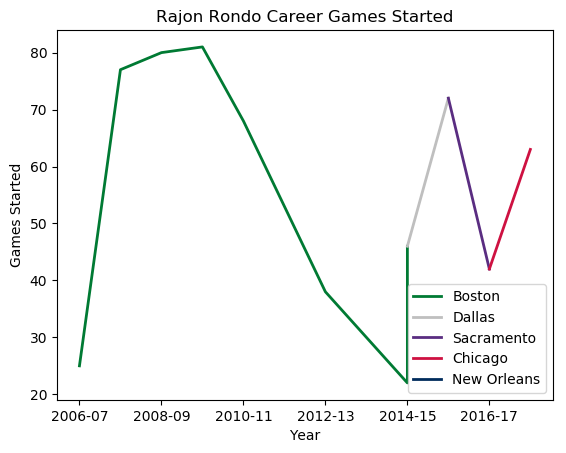 Rajon Rondo Career Games Started
Games Started
80
70
60
50
40
30
20
Boston
Dallas
Sacramento
Chicago
New Orleans
2006-07 2008-09 2010-11 2012-13 2014-15 2016-17
Year